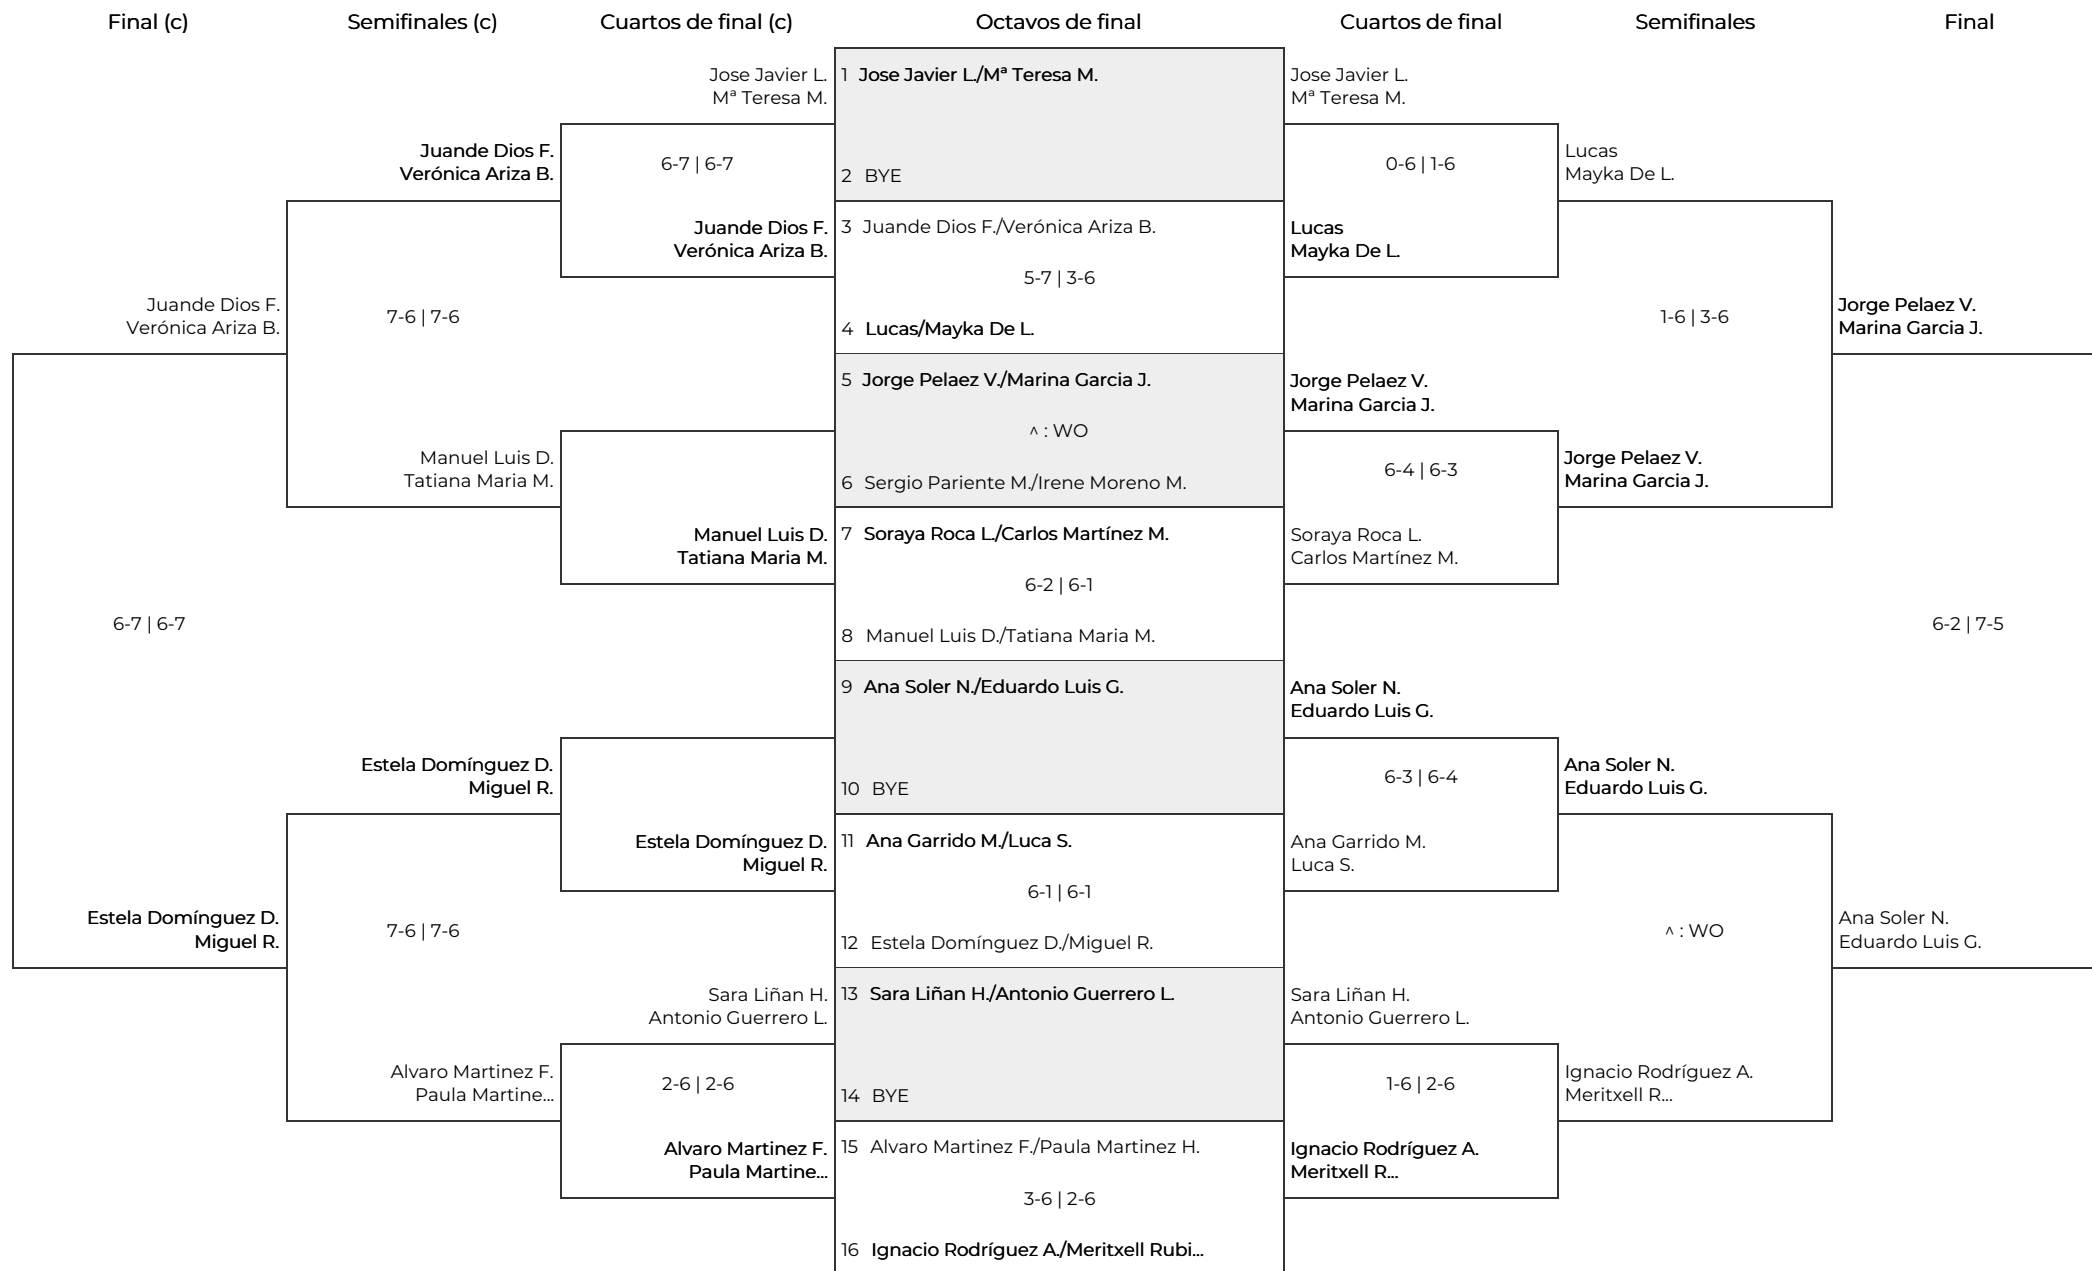 Final (c)
Semifinales (c)
Cuartos de final (c)
Octavos de final
Cuartos de final
Semifinales
Final
Juande Dios F.
Verónica Ariza B.
6-7 | 6-7
Estela Domínguez D.
Miguel R.
Juande Dios F.
Verónica Ariza B.
7-6 | 7-6
Manuel Luis D.
Tatiana Maria M.
Estela Domínguez D.
Miguel R.
7-6 | 7-6
Alvaro Martinez F.
Paula Martine...
Jose Javier L.
Mª Teresa M.
6-7 | 6-7
Juande Dios F.
Verónica Ariza B.
Manuel Luis D.
Tatiana Maria M.
Estela Domínguez D.
Miguel R.
Sara Liñan H.
Antonio Guerrero L.
2-6 | 2-6
Alvaro Martinez F.
Paula Martine...
1 Jose Javier L./Mª Teresa M.
2 BYE
3 Juande Dios F./Verónica Ariza B.
5-7 | 3-6
4 Lucas/Mayka De L.
5 Jorge Pelaez V./Marina Garcia J.
^ : WO
6 Sergio Pariente M./Irene Moreno M.
7 Soraya Roca L./Carlos Martínez M.
6-2 | 6-1
8 Manuel Luis D./Tatiana Maria M.
9 Ana Soler N./Eduardo Luis G.
10 BYE
11 Ana Garrido M./Luca S.
6-1 | 6-1
12 Estela Domínguez D./Miguel R.
13 Sara Liñan H./Antonio Guerrero L.
14 BYE
15 Alvaro Martinez F./Paula Martinez H.
3-6 | 2-6
16 Ignacio Rodríguez A./Meritxell Rubi...
Jose Javier L.
Mª Teresa M.
0-6 | 1-6
Lucas
Mayka De L.
Jorge Pelaez V.
Marina Garcia J.
6-4 | 6-3
Soraya Roca L.
Carlos Martínez M.
Ana Soler N.
Eduardo Luis G.
6-3 | 6-4
Ana Garrido M.
Luca S.
Sara Liñan H.
Antonio Guerrero L.
1-6 | 2-6
Ignacio Rodríguez A.
Meritxell R...
Lucas
Mayka De L.
1-6 | 3-6
Jorge Pelaez V.
Marina Garcia J.
Ana Soler N.
Eduardo Luis G.
^ : WO
Ignacio Rodríguez A.
Meritxell R...
Jorge Pelaez V.
Marina Garcia J.
6-2 | 7-5
Ana Soler N.
Eduardo Luis G.